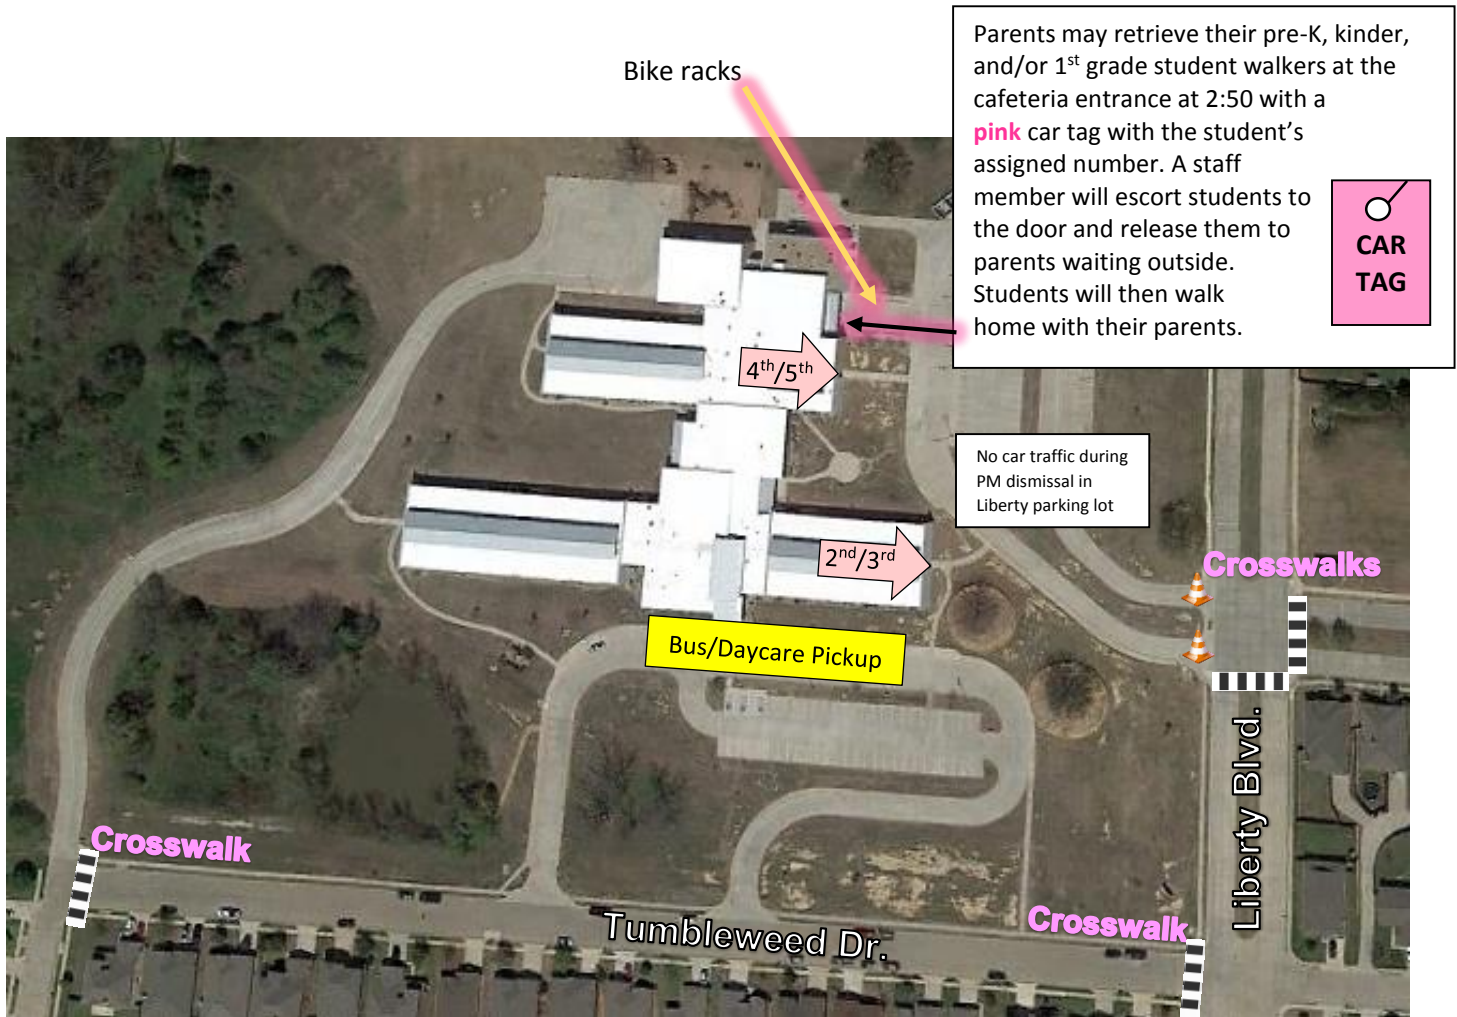 Bike racks
Parents may retrieve their pre-K, kinder,
and/or 1st grade student walkers at the
cafeteria entrance at 2:50 with a
pink car tag with the student’s
assigned number. A staff
member will escort students to
the door and release them to
parents waiting outside.
Students will then walk
home with their parents.
CAR
TAG
4th/5th
No car traffic during
PM dismissal in
Liberty parking lot
2nd/3rd
Crosswalks
Bus/Daycare Pickup
Liberty Blvd.
Crosswalk
Crosswalk
Tumbleweed Dr.